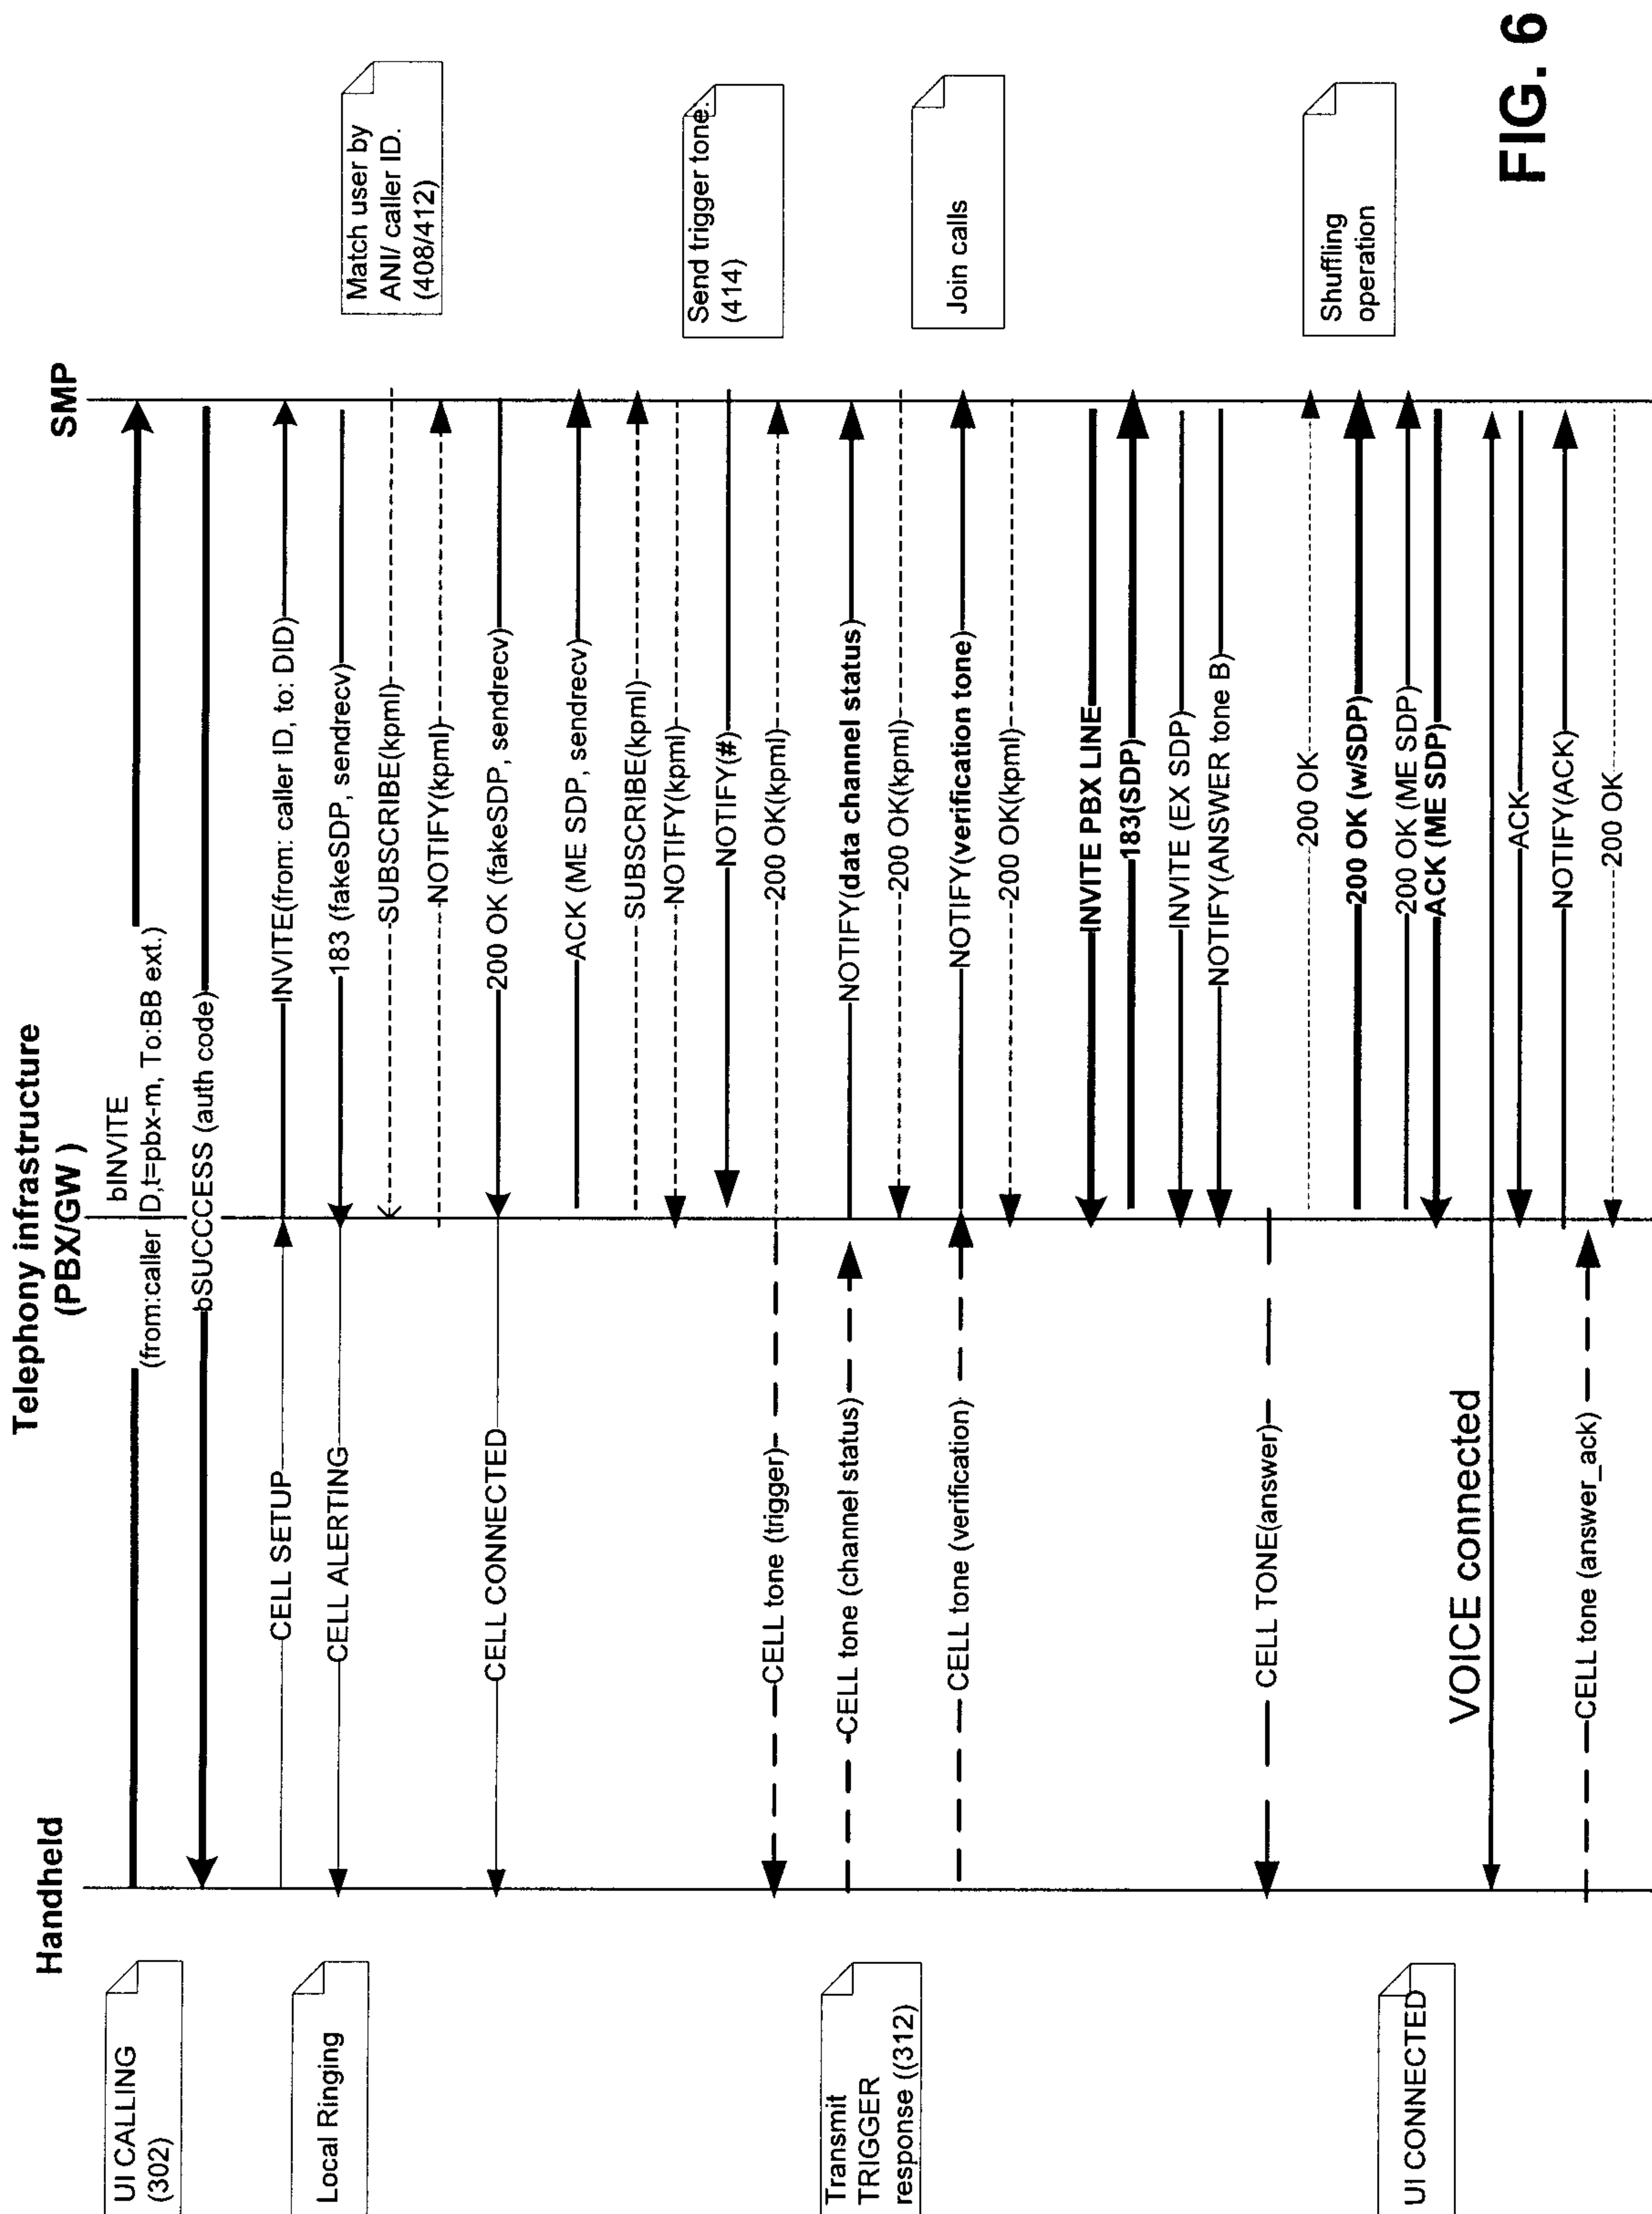 Handheld
Telephony infrastructure
(PBX/GW )
SMP
UI CALLING
(302)
bINVITE
(from:caller D,t=pbx-m, To:BB ext.)
bSUCCESS (auth code)
Local Ringing
CELL SETUP
INVITE(from: caller ID, to: DID)
CELL ALERTING
183 (fakeSDP, sendrecv)
Match user by
ANI/ caller ID.
(408/412)
SUBSCRIBE(kpml)
NOTIFY(kpml)
CELL CONNECTED
200 OK (fakeSDP, sendrecv)
ACK (ME SDP, sendrecv)
SUBSCRIBE(kpml)
NOTIFY(kpml)
NOTIFY(#)
Send trigger tone.
(414)
CELL tone (trigger)
200 OK(kpml)
Transmit
TRIGGER
response ((312)
CELL tone (channel status)
NOTIFY(data channel status)
200 OK(kpml)
CELL tone (verification)
NOTIFY(verification tone)
Join calls
200 OK(kpml)
INVITE PBX LINE
183(SDP)
INVITE (EX SDP)
NOTIFY(ANSWER tone B)
CELL TONE(answer)
200 OK
Shuffling
operation
200 OK (w/SDP)
200 OK (ME SDP)
ACK (ME SDP)
UI CONNECTED
VOICE connected
ACK
NOTIFY(ACK)
CELL tone (answer_ack)
200 OK
FIG. 6